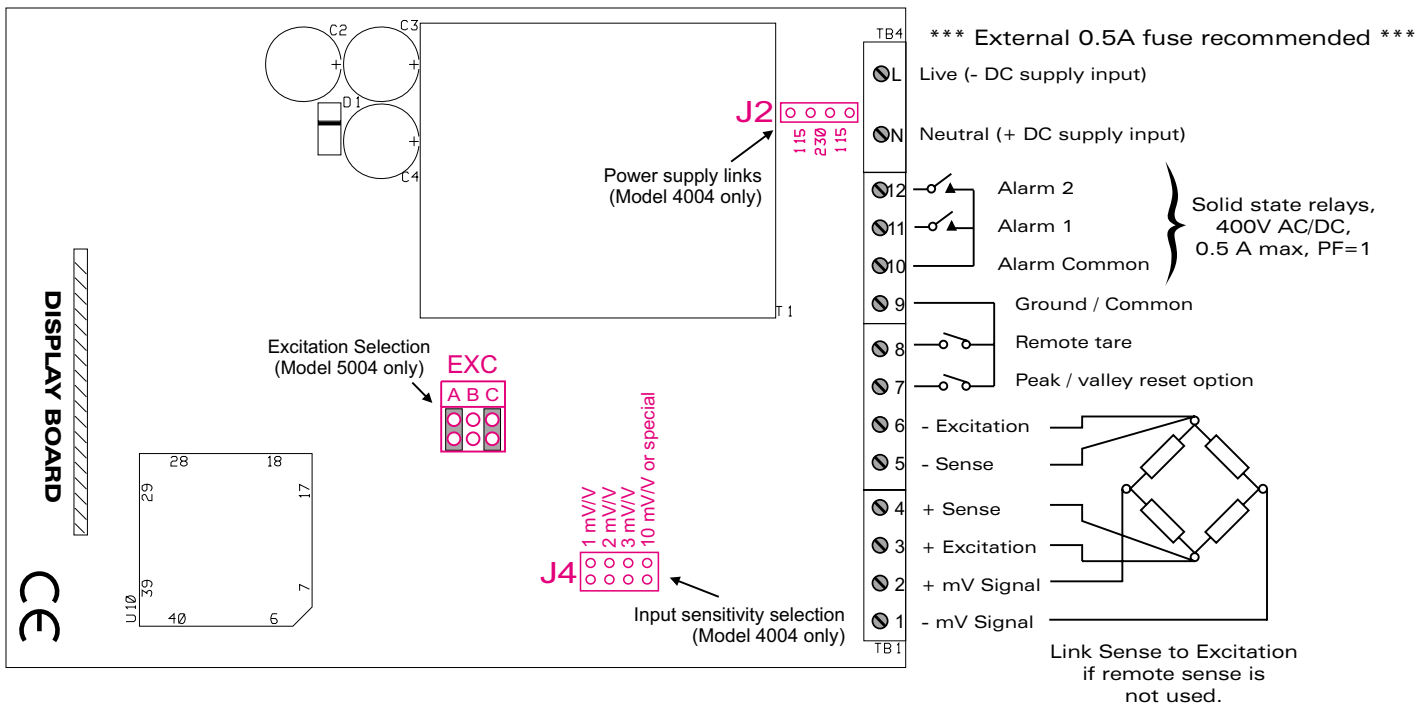 C2
C3
D1
C4
TB4
*** External 0.5A fuse recommended ***
L
Live (- DC supply input)
J2
115
230
115
N
Neutral (+ DC supply input)
Power supply links
(Model 4004 only)
12
Alarm 2
11
Alarm 1
10
Alarm Common
Solid state relays,
400V AC/DC,
0.5 A max, PF=1
9
Ground / Common
T1
8
Remote tare
7
Peak / valley reset option
Excitation Selection
(Model 5004 only)
EXC
A B C
6
- Excitation
5
- Sense
4
+ Sense
3
+ Excitation
2
+ mV Signal
1
- mV Signal
TB1
Link Sense to Excitation
if remote sense is
not used.
DISPLAY BOARD
28
18
29
17
39
7
U10
40
6
CE
1 mV/V
2 mV/V
3 mV/V
10 mV/V or special
J4
Input sensitivity selection
(Model 4004 only)